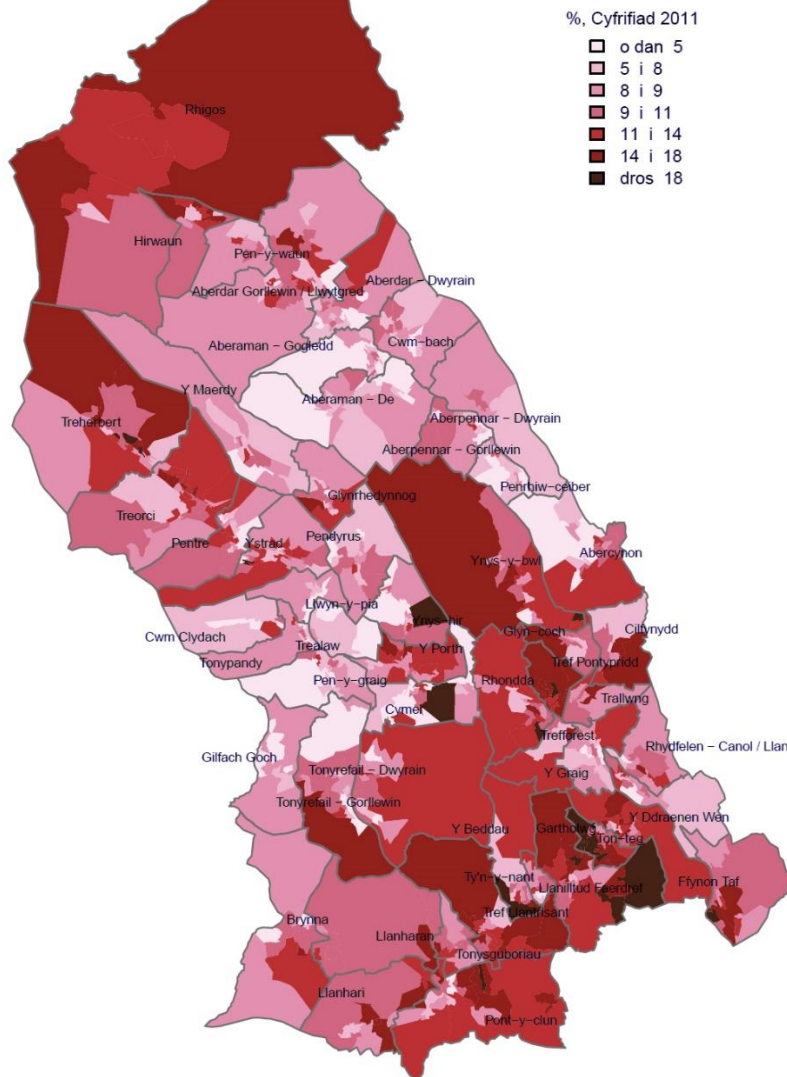 %, Cyfrifiad 2011
o dan 5
5 i 8
8 i 9
9 i 11
11 i 14
14 i 18
dros 18
Rhigos
Hirwaun
Pen-y-waun
Aberdar - Dwyrain
Aberdar Gorllewin / Llwytgred
Aberaman - Gogledd
Cwm-bach
Y Maerdy
Aberaman - De
Treherbert
Aberpennar - Dwyrain
Aberpennar - Gorllewin
Penrhiw-ceiber
Glynrhedynnog
Treorci
Pentre
Ystrad
Pendyrus
Abercynon
Ynys-y-bwl
Llwyn-y-pia
Ynys-hir
Glyn-coch
Cilfynydd
Cwm Clydach
Trealaw
Y Porth
Tonypandy
Tref Pontypridd
Pen-y-graig
Rhondda
Trallwng
Cymer
Trefforest
Gilfach Goch
Rhydfelen - Canol / Llan
Tonyrefail - Dwyrain
Y Graig
Tonyrefail - Gorllewin
Y Beddau
Gartholwg
Y Ddraenen Wen
Ton-teg
Ty'n-y-nant
Llanilltud Faerdref
Ffynon Taf
Brynna
Tref Llantrisant
Llanharan
Tonysguboriau
Llanhari
Pont-y-clun